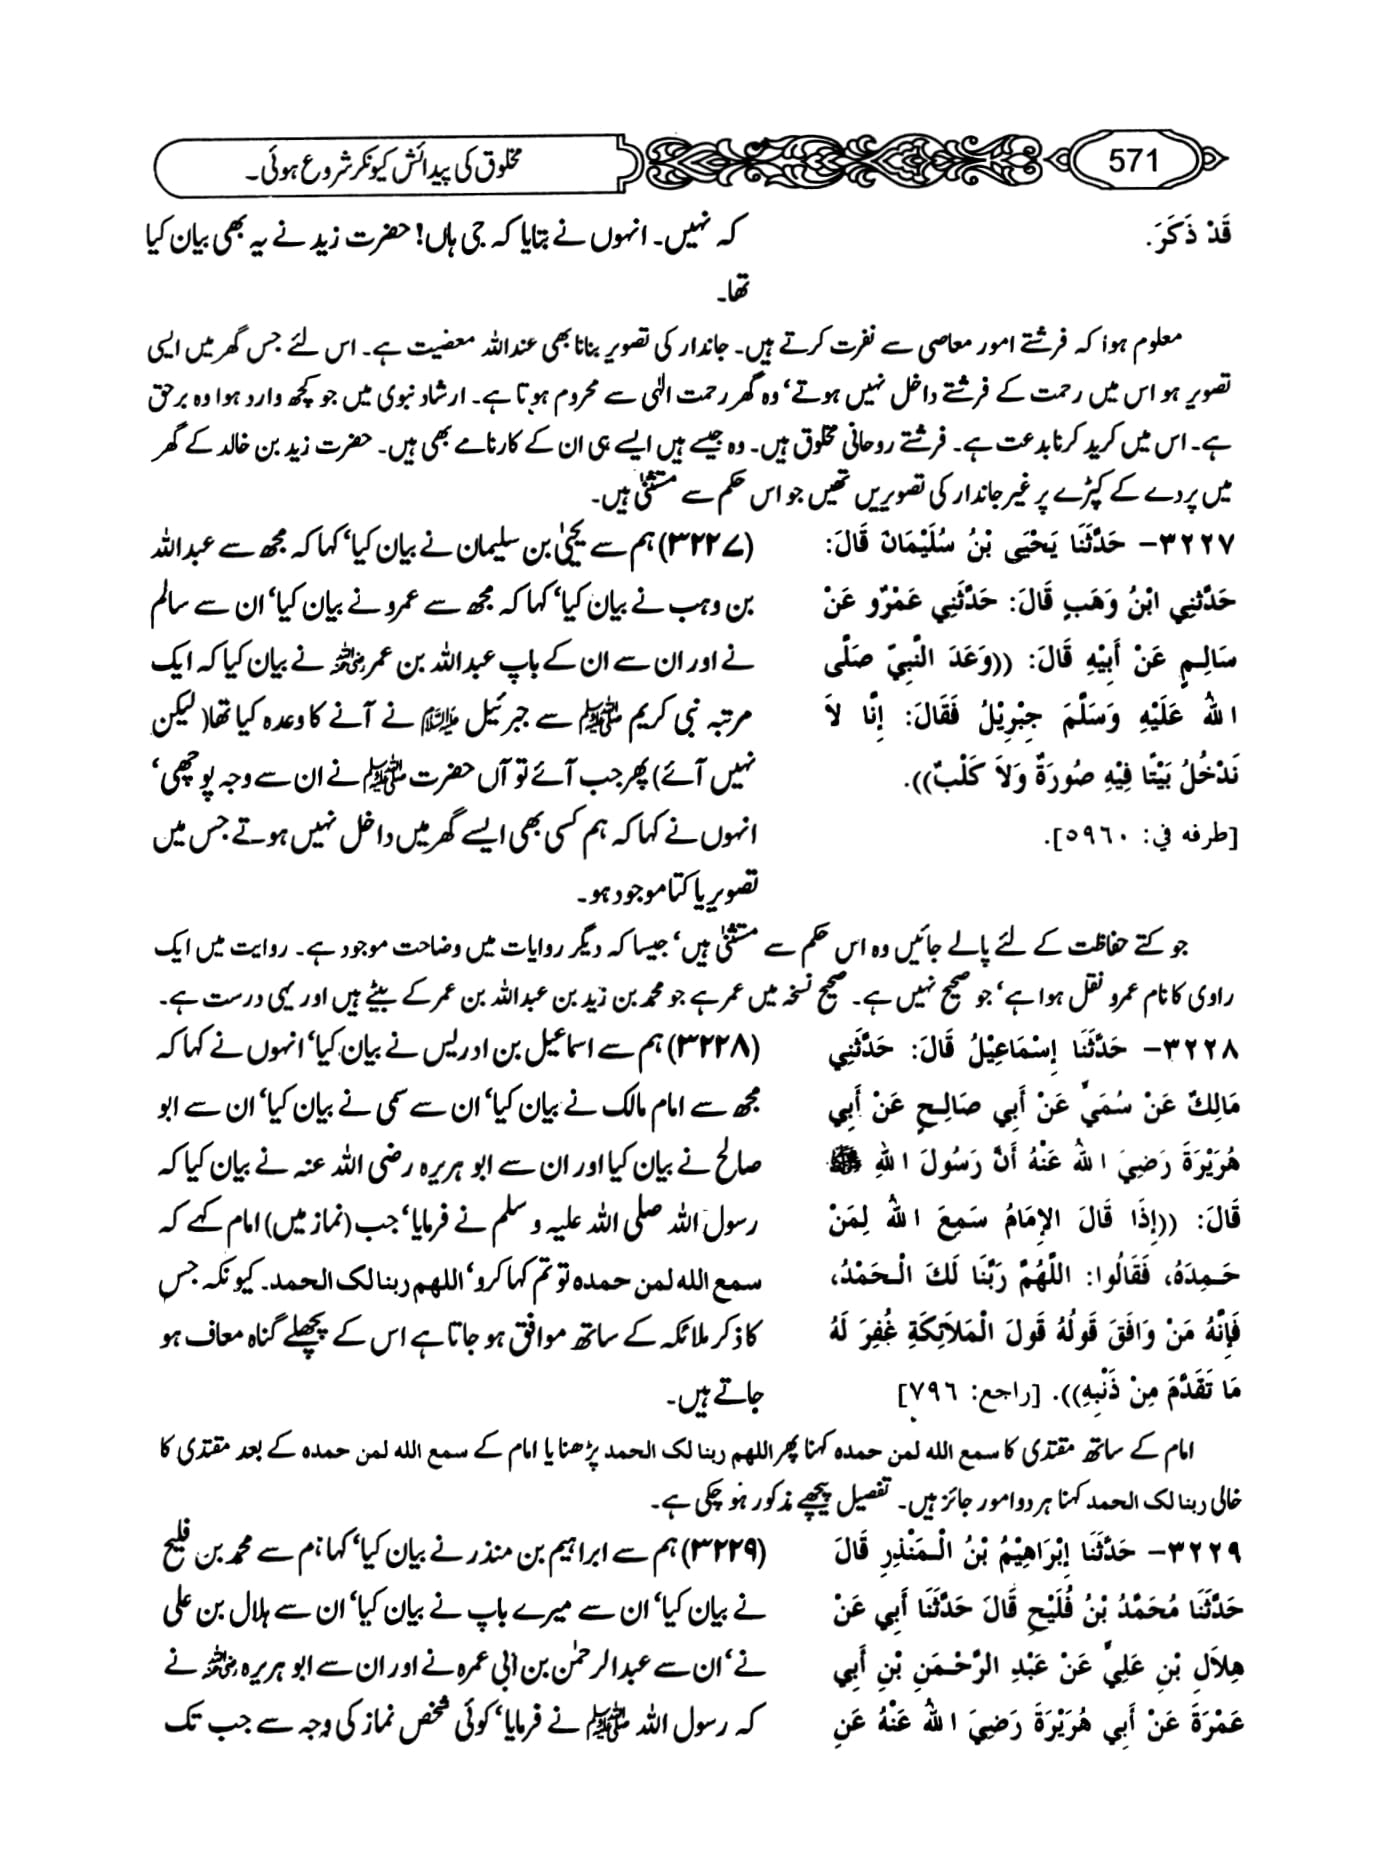 571
مخلوق کی پیدائش کیونکر شروع ہوئی۔
قَدْ ذَكَرَ.
کہ نہیں۔ انہوں نے بتایا کہ جی ہاں! حضرت زید نے یہ بھی بیان کیا
تھا۔
معلوم ہوا کہ فرشتے امور معاصی سے نفرت کرتے ہیں۔ جاندار کی تصویر بنانا بھی عنداللہ معصیت ہے۔ اس لئے جس گھر میں ایسی
تصویر ہو اس میں رحمت کے فرشتے داخل نہیں ہوتے‘ وہ گھر رحمت الٰہی سے محروم ہوتا ہے۔ ارشاد نبوی میں جو کچھ وارد ہوا وہ برحق
ہے۔ اس میں کرید کرنا بدعت ہے۔ فرشتے روحانی مخلوق ہیں۔ وہ جیسے ہیں ایسے ہی ان کے کارنامے بھی ہیں۔ حضرت زید بن خالد کے گھر
میں پردے کے کپڑے پر غیر جاندار کی تصویریں تھیں جو اس حکم سے مستثنیٰ ہیں۔
٣٢٢٧– حَدَّثَنَا يَحْيَى بْنُ سُلَيْمَانَ قَالَ:
حَدَّثَنِي ابْنُ وَهَبٍ قَالَ: حَدَّثَنِي عَمْرٌو عَنْ
سَالِمٍ عَنْ أَبِيْهِ قَالَ: ((وَعَدَ النَّبِيَّ صَلَّى
اللهُ عَلَيْهِ وَسَلَّمَ جِبْرِيْلُ فَقَالَ: إِنَّا لاَ
نَدْخُلُ بَيْتًا فِيْهِ صُورَةٌ وَلاَ كَلْبٌ)).
[طرفه في: ٥٩٦٠].
(۳۲۲۷) ہم سے یحییٰ بن سلیمان نے بیان کیا‘ کہا کہ مجھ سے عبداللہ
بن وہب نے بیان کیا‘ کہا کہ مجھ سے عمرو نے بیان کیا‘ ان سے سالم
نے اور ان سے ان کے باپ عبداللہ بن عمر رضی اللہ نے بیان کیا کہ ایک
مرتبہ نبی کریم صلی اللہ علیہ وسلم سے جبرئیل علیہ السلام نے آنے کا وعدہ کیا تھا (لیکن
نہیں آئے) پھر جب آئے تو آں حضرت صلی اللہ علیہ وسلم نے ان سے وجہ پوچھی‘
انہوں نے کہا کہ ہم کسی بھی ایسے گھر میں داخل نہیں ہوتے جس میں
تصویر یا کتا موجود ہو۔
جو کتے حفاظت کے لئے پالے جائیں وہ اس حکم سے مستثنیٰ ہیں‘ جیسا کہ دیگر روایات میں وضاحت موجود ہے۔ روایت میں ایک
راوی کا نام عمرو نقل ہوا ہے‘ جو صحیح نہیں ہے۔ صحیح نسخہ میں عمر ہے جو محمد بن زید بن عبداللہ بن عمر کے بیٹے ہیں اور یہی درست ہے۔
٣٢٢٨– حَدَّثَنَا إِسْمَاعِيْلُ قَالَ: حَدَّثَنِي
مَالِكٌ عَنْ سُمَيٍّ عَنْ أَبِي صَالِحٍ عَنْ أَبِي
هُرَيْرَةَ رَضِيَ اللهُ عَنْهُ أَنَّ رَسُولَ اللهِ ﷺ
قَالَ: ((إِذَا قَالَ الإِمَامُ سَمِعَ اللهُ لِمَنْ
حَـمِدَهُ، فَقَالُوا: اللَّهُمَّ رَبَّنَا لَكَ الْـحَمْدُ،
فَإِنَّهُ مَنْ وَافَقَ قَوْلُهُ قَولَ الْمَلاَئِكَةِ غُفِرَ لَهُ
مَا تَقَدَّمَ مِنْ ذَنْبِهِ)). [راجع: ٧٩٦]
(۳۲۲۸) ہم سے اسماعیل بن ادریس نے بیان کیا‘ انہوں نے کہا کہ
مجھ سے امام مالک نے بیان کیا‘ ان سے سمی نے بیان کیا‘ ان سے ابو
صالح نے بیان کیا اور ان سے ابو ہریرہ رضی اللہ عنہ نے بیان کیا کہ
رسول اللہ صلی اللہ علیہ وسلم نے فرمایا‘ جب (نماز میں) امام کہے کہ
سمع الله لمن حمده تو تم کہا کرو‘ اللهم ربنا لک الحمد۔ کیونکہ جس
کا ذکر ملائکہ کے ساتھ موافق ہو جاتا ہے اس کے پچھلے گناہ معاف ہو
جاتے ہیں۔
امام کے ساتھ مقتدی کا سمع الله لمن حمده کہنا پھر اللهم ربنا لک الحمد پڑھنا یا امام کے سمع الله لمن حمده کے بعد مقتدی کا
خالی ربنا لک الحمد کہنا ہر دو امور جائز ہیں۔ تفصیل پیچھے مذکور ہو چکی ہے۔
٣٢٢٩– حَدَّثَنَا إِبْرَاهِيْمُ بْنُ الْـمَنْذِرِ قَالَ
حَدَّثَنَا مُحَمَّدُ بْنُ فُلَيْحٍ قَالَ حَدَّثَنَا أَبِي عَنْ
هِلاَلِ بْنِ عَلِيٍّ عَنْ عَبْدِ الرَّحْـمَنِ بْنِ أَبِي
عَمْرَةَ عَنْ أَبِي هُرَيْرَةَ رَضِيَ اللهُ عَنْهُ عَنِ
(۳۲۲۹) ہم سے ابراہیم بن منذر نے بیان کیا‘ کہا ہم سے محمد بن فلیح
نے بیان کیا‘ ان سے میرے باپ نے بیان کیا‘ ان سے ہلال بن علی
نے‘ ان سے عبدالرحمٰن بن ابی عمرہ نے اور ان سے ابو ہریرہ رضی اللہ نے
کہ رسول اللہ صلی اللہ علیہ وسلم نے فرمایا‘ کوئی شخص نماز کی وجہ سے جب تک